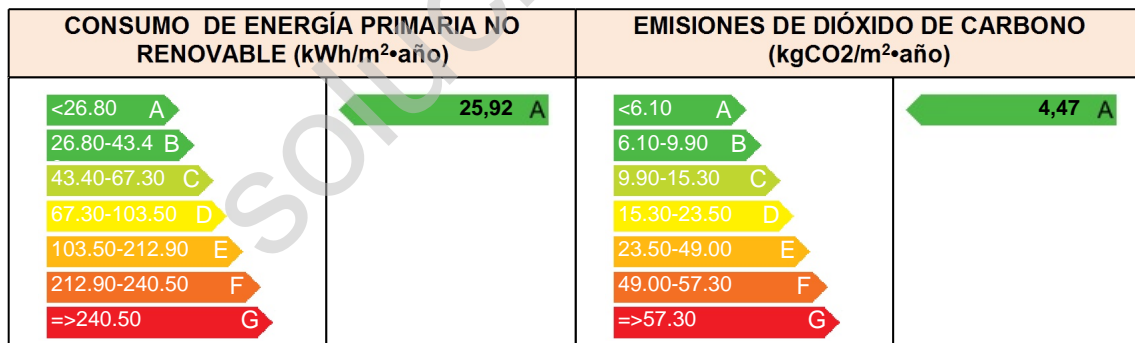 CONSUMO DE ENERGÍA PRIMARIA NO
RENOVABLE (kWh/m²•año)
EMISIONES DE DIÓXIDO DE CARBONO
(kgCO2/m²•año)
<26.80 A
26.80-43.4 B
43.40-67.30 C
67.30-103.50 D
103.50-212.90 E
212.90-240.50 F
=>240.50 G
25,92 A
<6.10 A
6.10-9.90 B
9.90-15.30 C
15.30-23.50 D
23.50-49.00 E
49.00-57.30 F
=>57.30 G
4,47 A
soluc